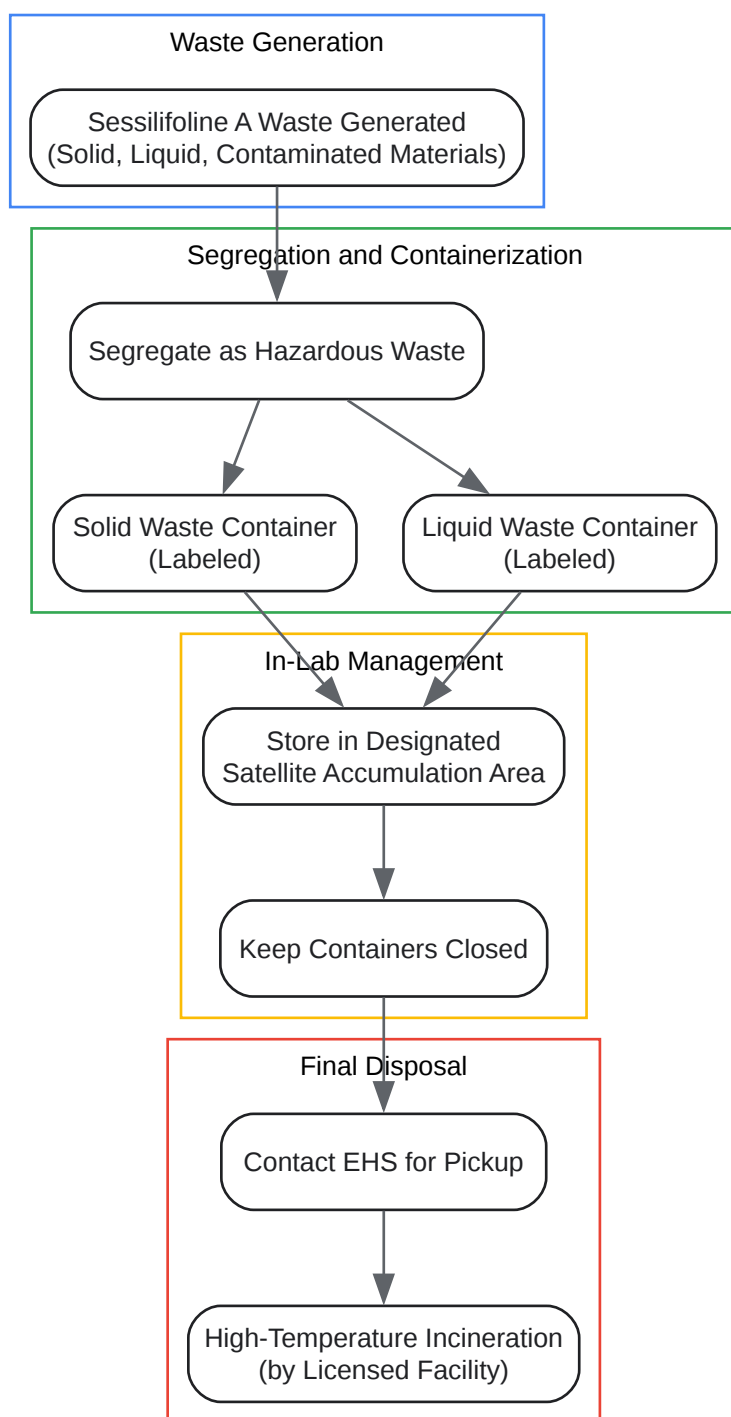 Waste Generation
Sessilifoline A Waste Generated
(Solid, Liquid, Contaminated Materials)
Segregation and Containerization
Segregate as Hazardous Waste
Solid Waste Container
(Labeled)
Liquid Waste Container
(Labeled)
In-Lab Management
Store in Designated
Satellite Accumulation Area
Keep Containers Closed
Final Disposal
Contact EHS for Pickup
High-Temperature Incineration
(by Licensed Facility)